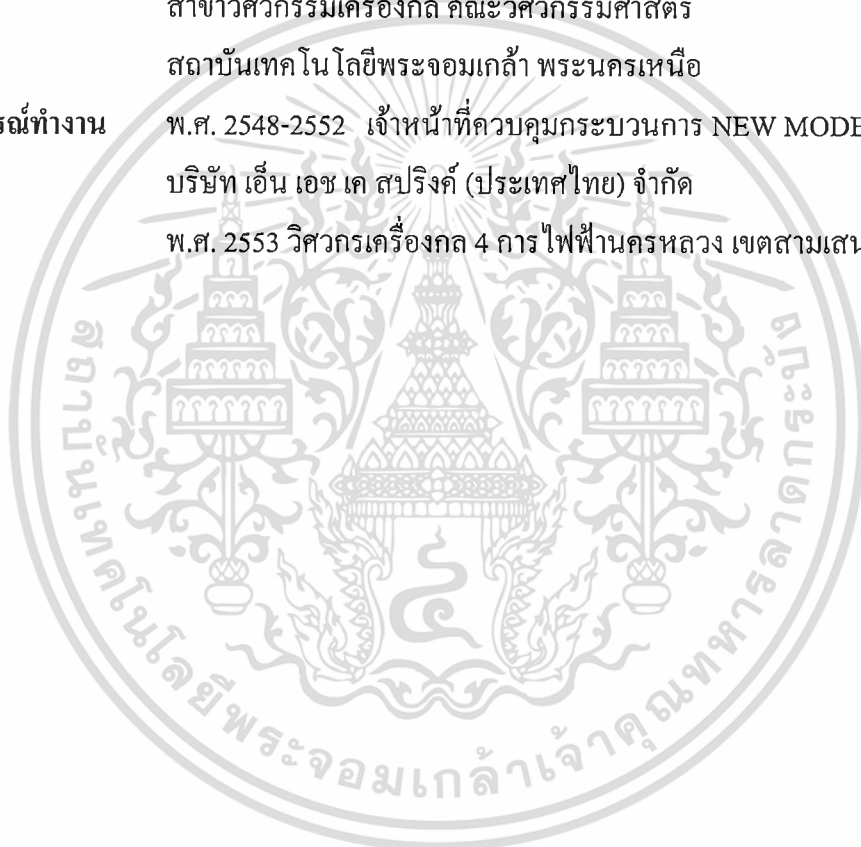 สาขาวิศวกรรมเครื่องกล คณะวิศวกรรมศาสตร์
สถาบันเทคโนโลยีพระจอมเกล้า พระนครเหนือ
พ.ศ. 2548-2552 เจ้าหน้าที่ควบคุมกระบวนการ NEW MODE
บริษัท เอ็น เอช เค สปริงค์ (ประเทศไทย) จำกัด
พ.ศ. 2553 วิศวกรเครื่องกล 4 การไฟฟ้านครหลวง เขตสามเสน
สถาบันเทคโนโลยีพระจอมเกล้าเจ้าคุณทหารลาดกระบัง